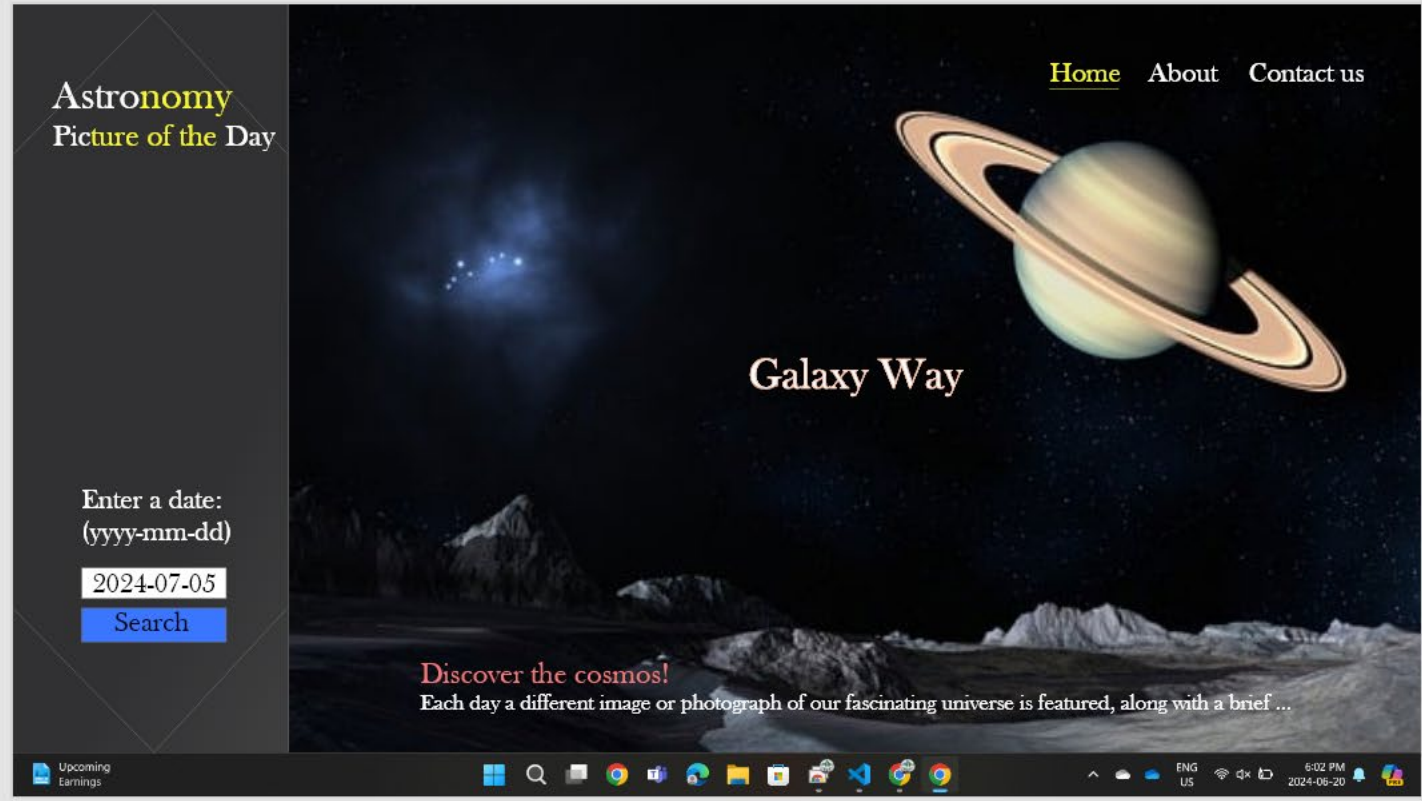 Astronomy
Picture of the Day
Home About Contact us
Galaxy Way
Enter a date:
(yyyy-mm-dd)
2024-07-05
Search
Discover the cosmos!
Each day a different image or photograph of our fascinating universe is featured, along with a brief ...
Upcoming
Earnings
ENG
US
6:02 PM
2024-06-20